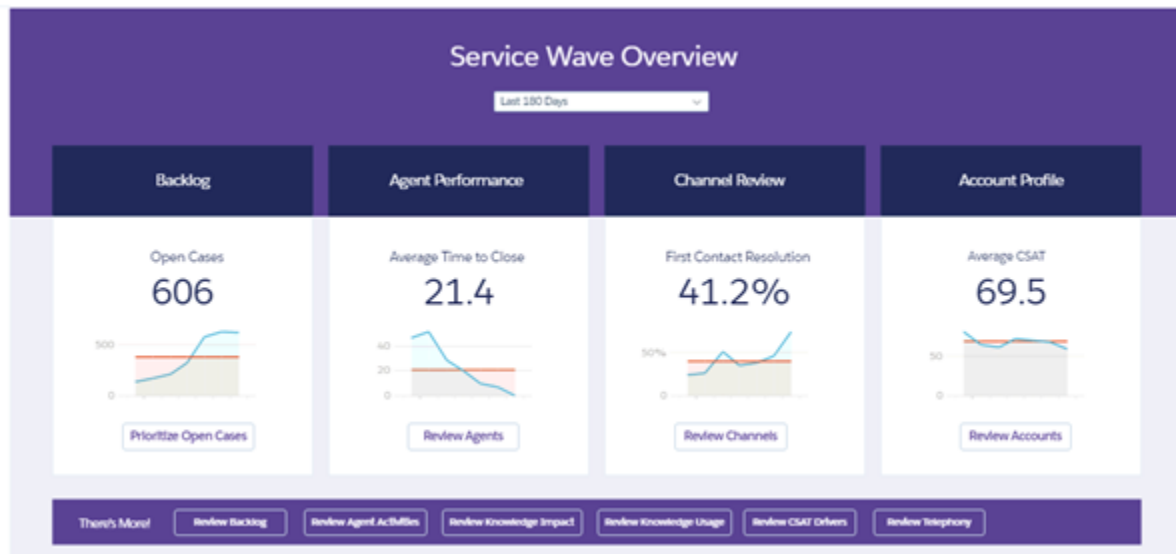 Service Wave Overview
Last 180 Days
Backlog
Agent Performance
Channel Review
Account Profile
Open Cases
606
500
0
Prioritize Open Cases
Average Time to Close
21.4
40
20
0
Review Agents
First Contact Resolution
41.2%
50%
0
Review Channels
Average CSAT
69.5
50
0
Review Accounts
There's More!
Review Backlog
Review Agent Activities
Review Knowledge Impact
Review Knowledge Usage
Review CSAT Drivers
Review Telephony